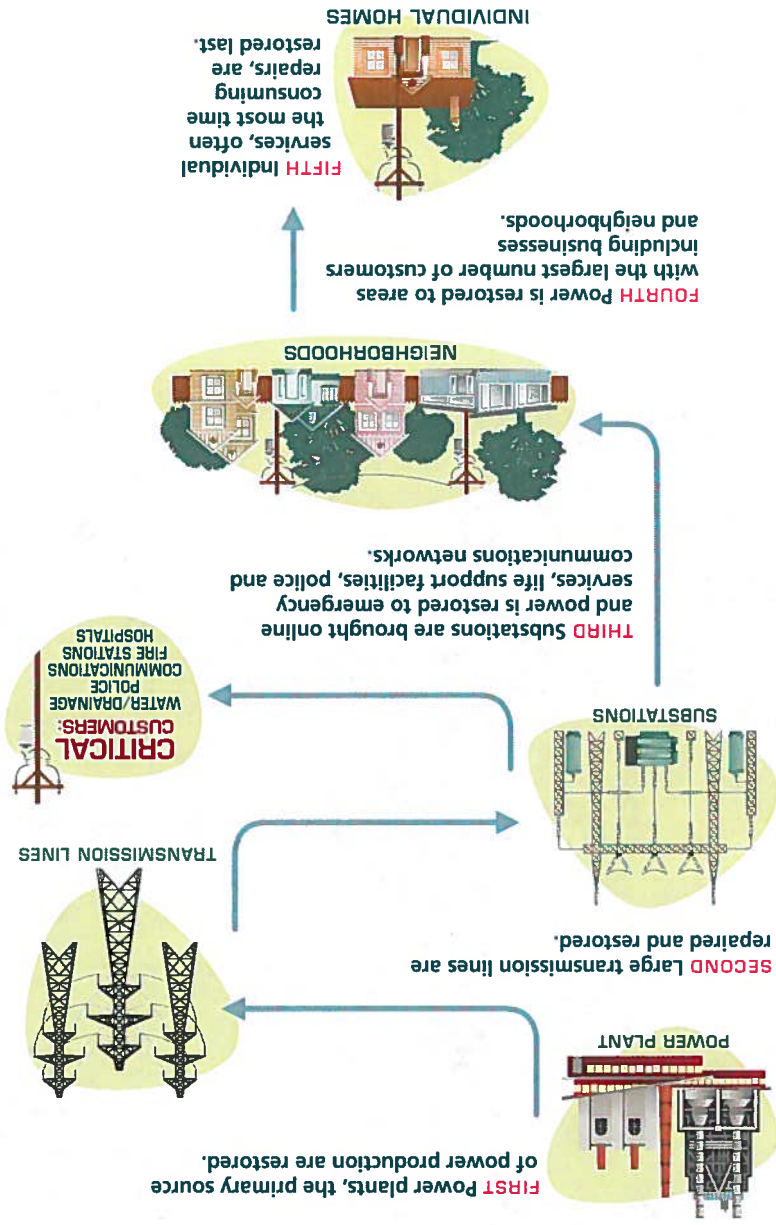 FIRST Power plants, the primary source
of power production are restored.
POWER PLANT
SECOND Large transmission lines are
repaired and restored.
TRANSMISSION LINES
SUBSTATIONS
CRITICAL
CUSTOMERS:
WATER/DRAINAGE
POLICE
COMMUNICATIONS
FIRE STATIONS
HOSPITALS
THIRD Substations are brought online
and power is restored to emergency
services, life support facilities, police and
communications networks.
NEIGHBORHOODS
FOURTH Power is restored to areas
with the largest number of customers
including businesses
and neighborhoods.
FIFTH Individual
services, often
the most time
consuming
repairs, are,
restored last.
INDIVIDUAL HOMES